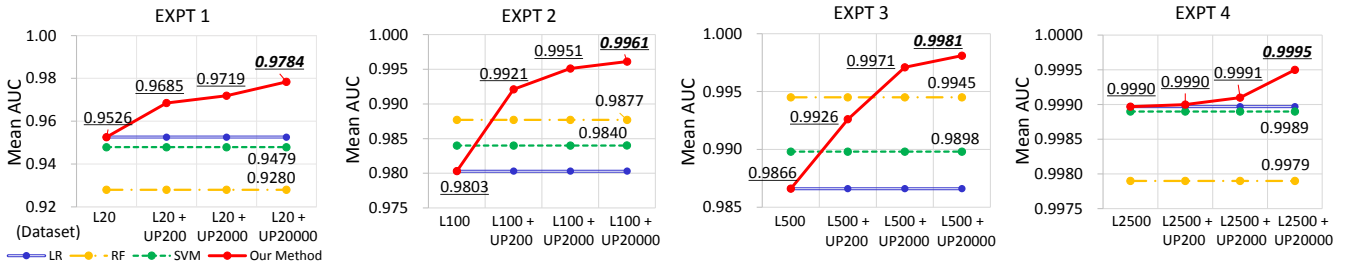 EXPT 1
Mean AUC
1.00
0.98
0.96
0.94
0.92
0.9526
0.9685
0.9719
0.9784
0.9479
0.9280
L20
L20 +
UP200
L20 +
UP2000
L20 +
UP20000
(Dataset)
LR
RF
SVM
Our Method
EXPT 2
Mean AUC
1.000
0.995
0.990
0.985
0.980
0.975
0.9803
0.9921
0.9951
0.9961
0.9877
0.9840
L100
L100 +
UP200
L100 +
UP2000
L100 +
UP20000
EXPT 3
Mean AUC
1.000
0.995
0.990
0.985
0.9866
0.9926
0.9971
0.9981
0.9945
0.9898
L500
L500 +
UP200
L500 +
UP2000
L500 +
UP20000
EXPT 4
Mean AUC
1.0000
0.9995
0.9990
0.9985
0.9980
0.9975
0.9990
0.9990
0.9991
0.9995
0.9989
0.9979
L2500
L2500 +
UP200
L2500 +
UP2000
L2500 +
UP20000